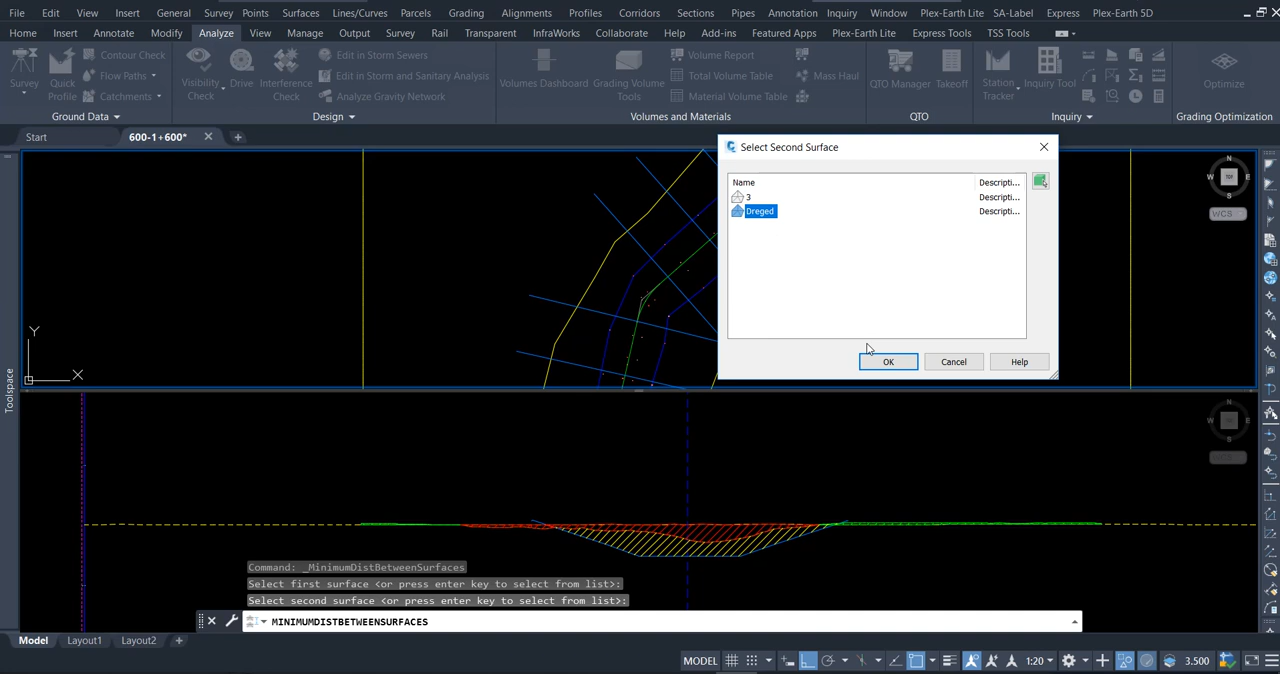 File Edit View Insert General Survey Points Surfaces Lines/Curves Parcels Grading Alignments Profiles Corridors Sections Pipes Annotation Inquiry Window Plex-Earth Lite SA-Label Express Plex-Earth 5D
Home Insert Annotate Modify Analyze View Manage Output Survey Rail Transparent InfraWorks Collaborate Help Add-ins Featured Apps Plex-Earth Lite Express Tools TSS Tools
Contour Check Edit in Storm Sewers Volume Report
Flow Paths Edit in Storm and Sanitary Analysis Total Volume Table Mass Haul
Survey Quick Profile Visibility Check Drive Interference Check Volumes Dashboard Grading Volume Tools QTO Manager Takeoff Station Tracker Inquiry Tool Optimize
Catchments Analyze Gravity Network Material Volume Table
Ground Data Design Volumes and Materials QTO Inquiry Grading Optimization
Start 600-1+600*
Select Second Surface
Name Descripti...
3 Descripti...
Dreged Descripti...
OK Cancel Help
N
W TOP E
S
WCS
Y
X
Toolspace
N
E
S
Command: _MinimumDistBetweenSurfaces
Select first surface <or press enter key to select from list>:
Select second surface <or press enter key to select from list>:
MINIMUMDISTBETWEENSURFACES
Model Layout1 Layout2
MODEL 1:20 3.500